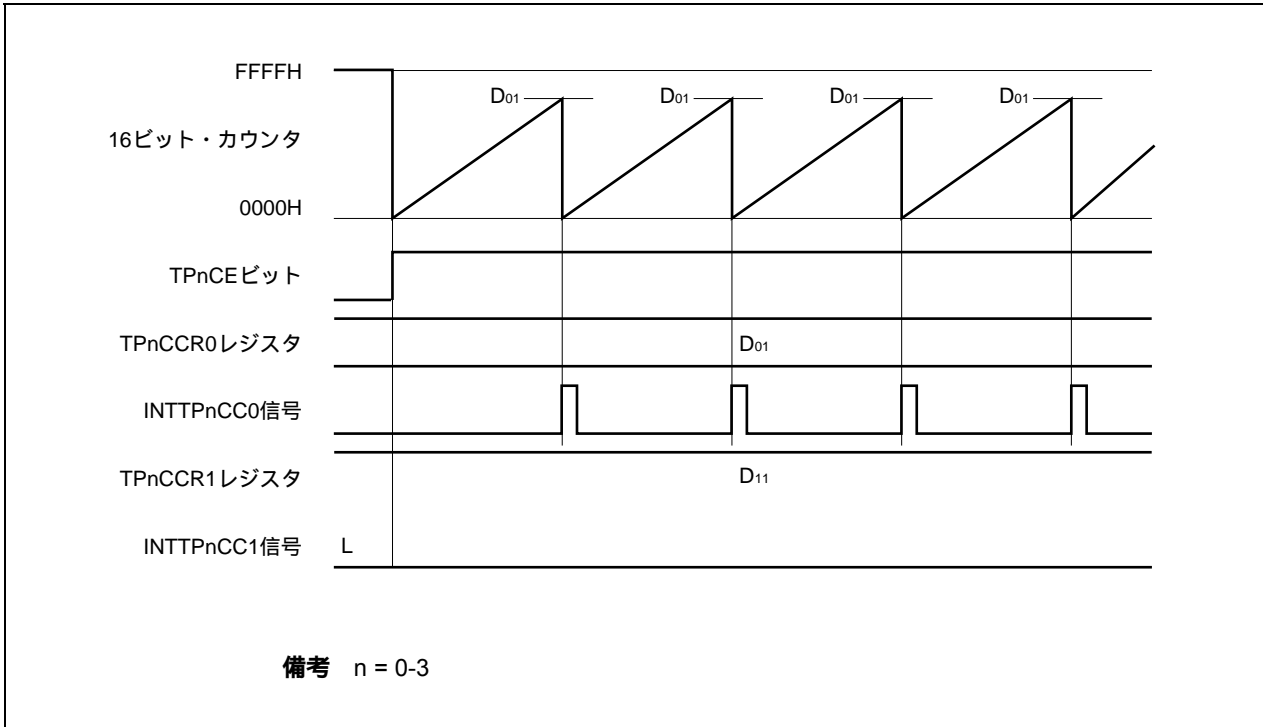 FFFFH
D01 D01 D01 D01
16ビット・カウンタ
0000H
TPnCEビット
TPnCCR0レジスタ D01
INTTPnCC0信号
TPnCCR1レジスタ D11
INTTPnCC1信号 L
備考 n = 0-3